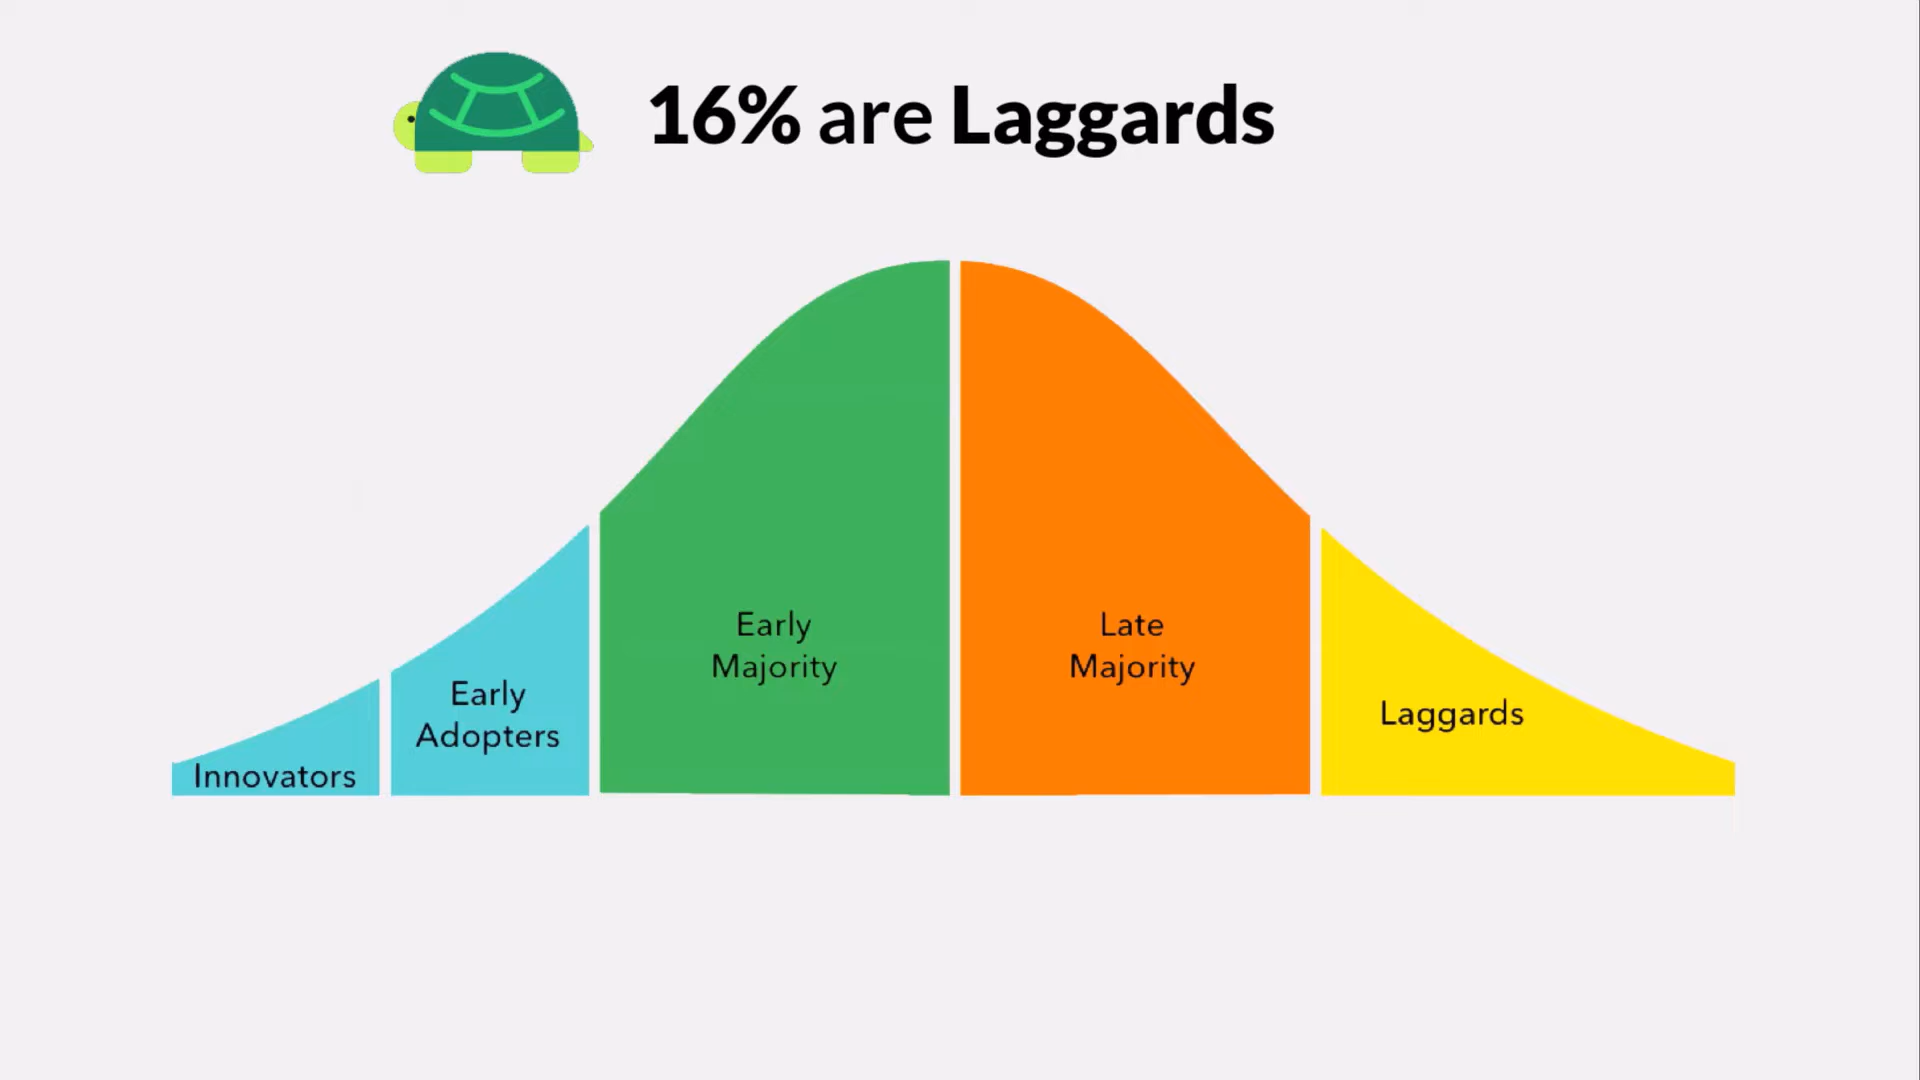 16% are Laggards
Early
Majority
Late
Majority
Early
Adopters
Laggards
Innovators